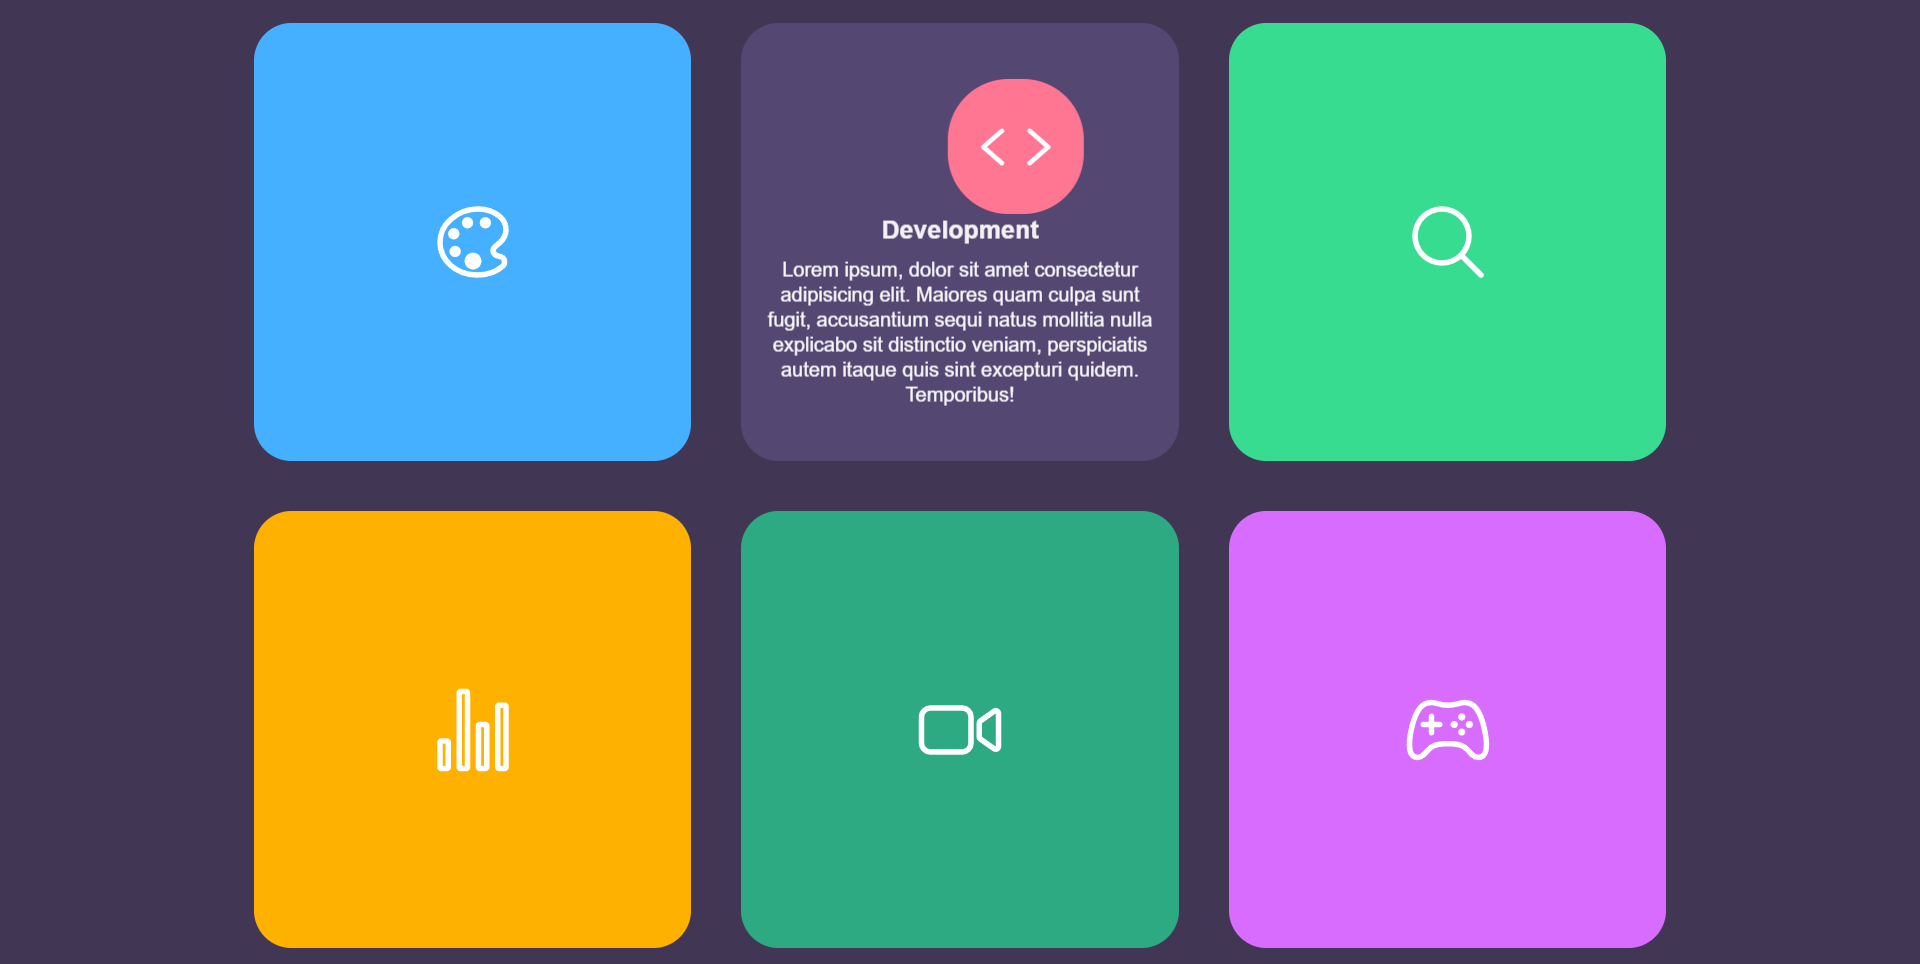 Development
Lorem ipsum, dolor sit amet consectetur
adipisicing elit. Maiores quam culpa sunt
fugit, accusantium sequi natus mollitia nulla
explicabo sit distinctio veniam, perspiciatis
autem itaque quis sint excepturi quidem.
Temporibus!